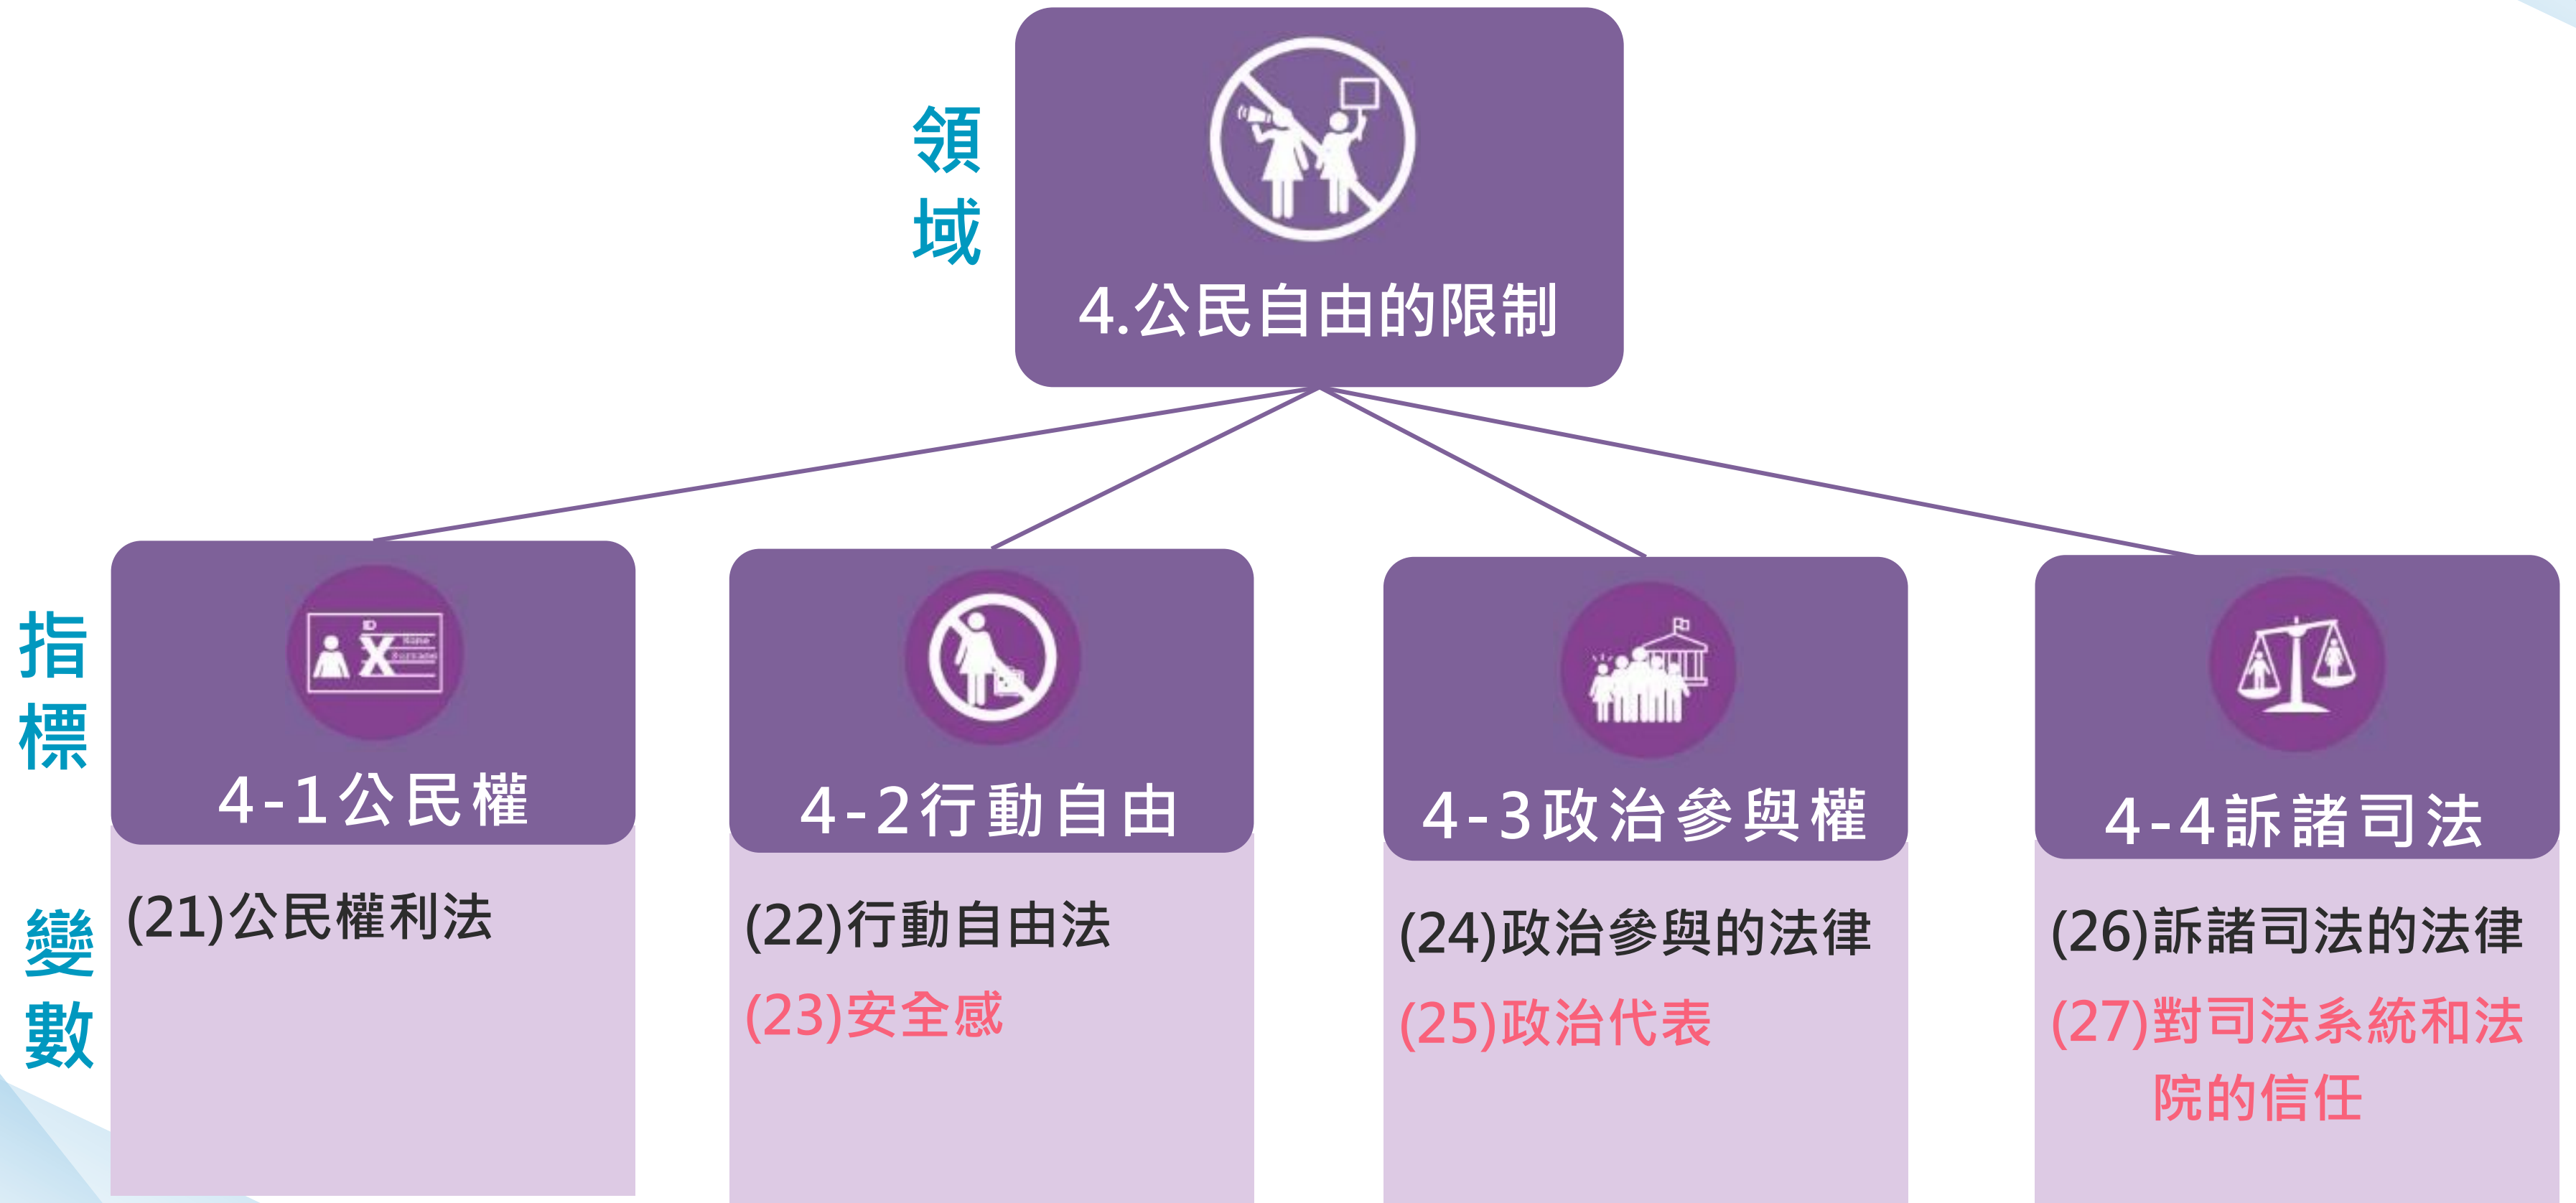 領域
4.公民自由的限制
指標
ID
4-1公民權
4-2行動自由
4-3政治參與權
4-4訴諸司法
變數
(21)公民權利法
(22)行動自由法
(23)安全感
(24)政治參與的法律
(25)政治代表
(26)訴諸司法的法律
(27)對司法系統和法
院的信任